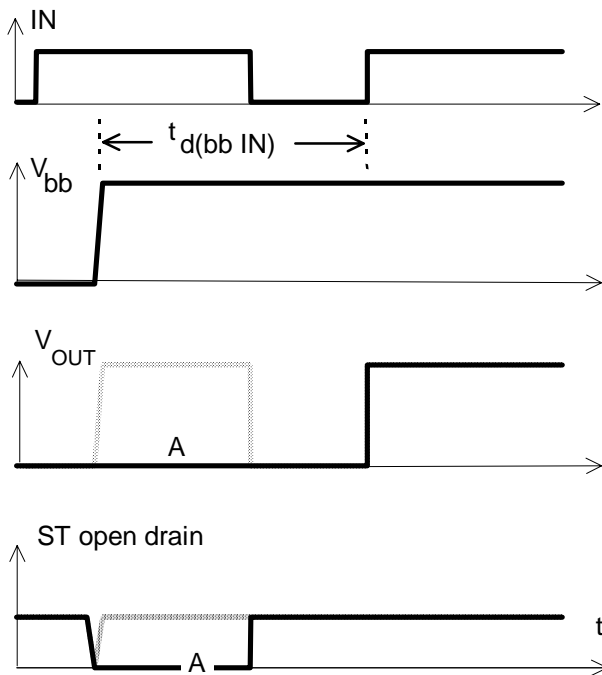 IN
t d(bb IN)
V bb
V OUT
A
ST open drain
t
A